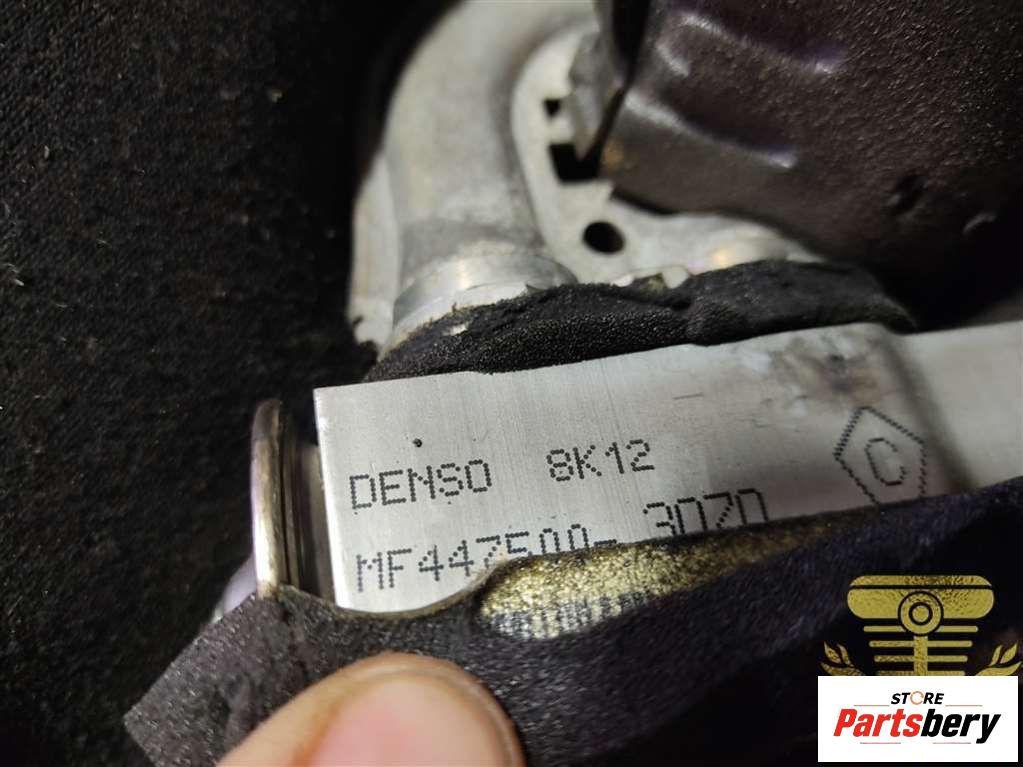 DENSO 8K12
MF447500-3070
C
STORE
Partsbery